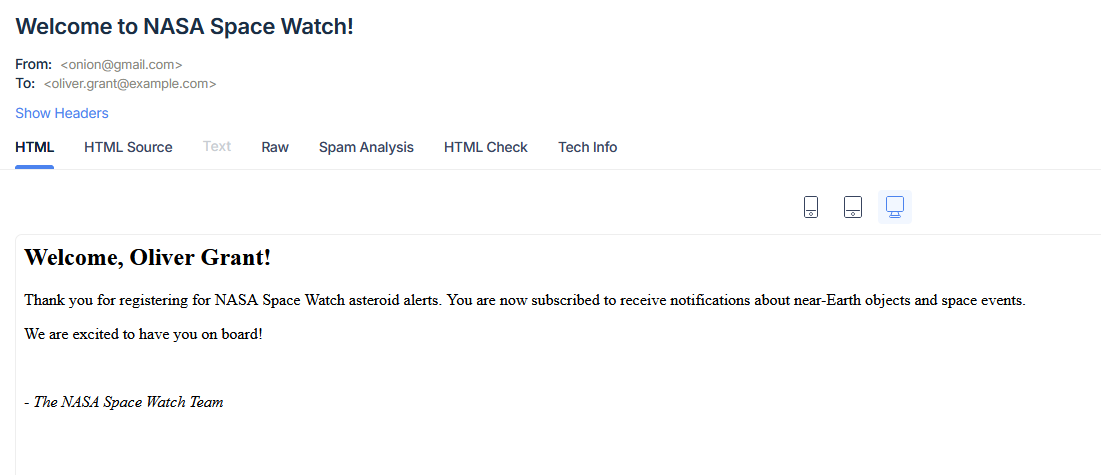 Welcome to NASA Space Watch!
From: <onion@gmail.com>
To: <oliver.grant@example.com>
Show Headers
HTML HTML Source Text Raw Spam Analysis HTML Check Tech Info
Welcome, Oliver Grant!
Thank you for registering for NASA Space Watch asteroid alerts. You are now subscribed to receive notifications about near-Earth objects and space events.
We are excited to have you on board!
- The NASA Space Watch Team